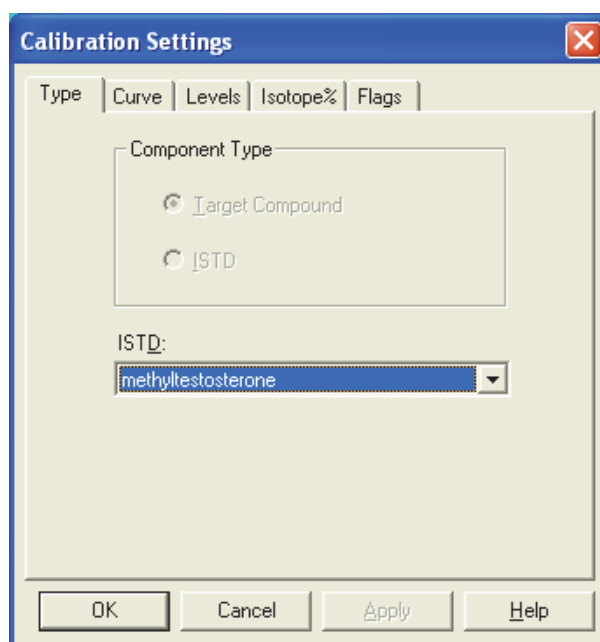 Calibration Settings
Type Curve Levels Isotope% Flags
Component Type
Target Compound
ISTD
ISTD:
methyltestosterone
OK Cancel Apply Help